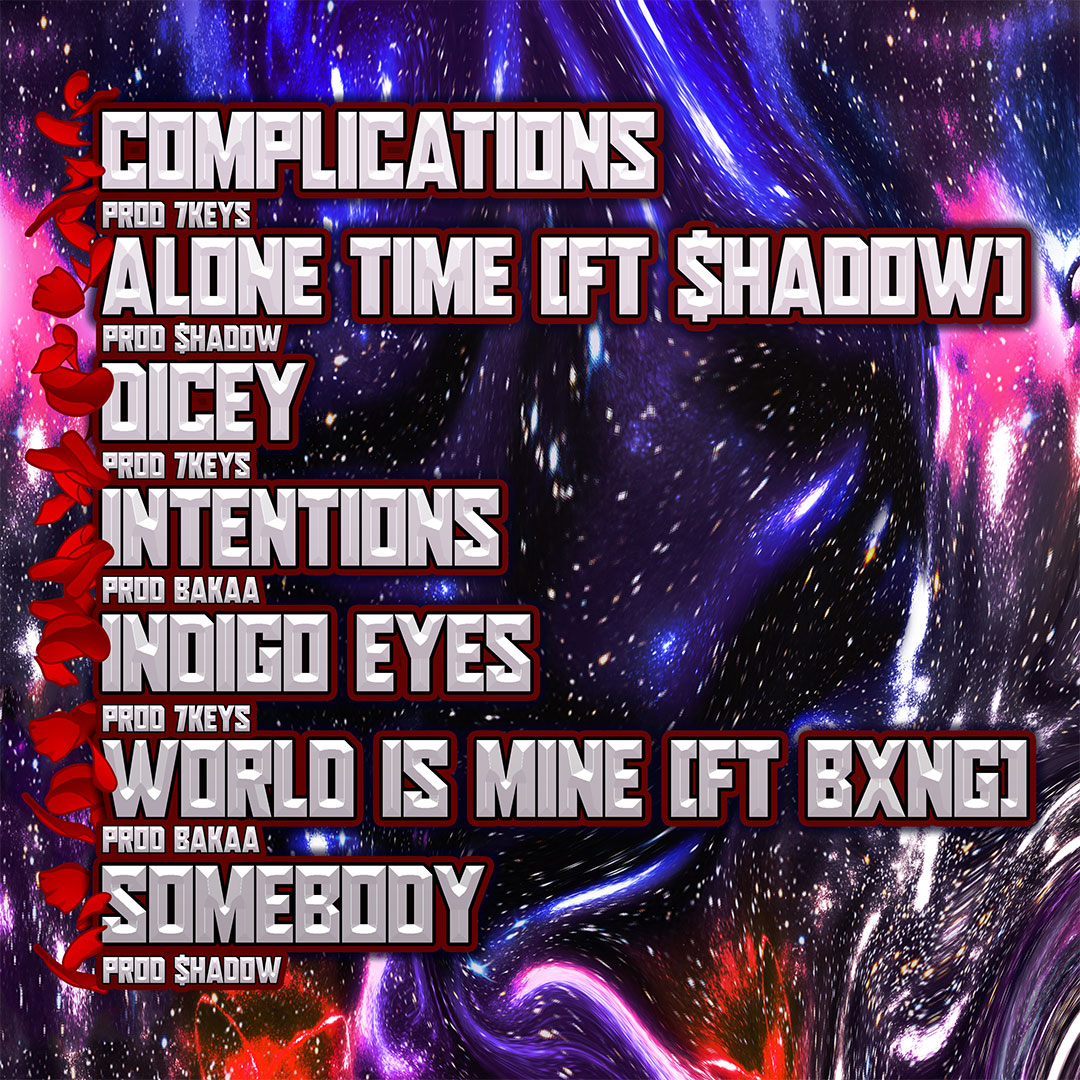 COMPLICATIONS
PROD 7KEYS
ALONE TIME [FT $HADOW]
PROD $HADOW
DICEY
PROD 7KEYS
INTENTIONS
PROD BAKAA
INDIGO EYES
PROD 7KEYS
WORLD IS MINE [FT BXNG]
PROD BAKAA
SOMEBODY
PROD $HADOW